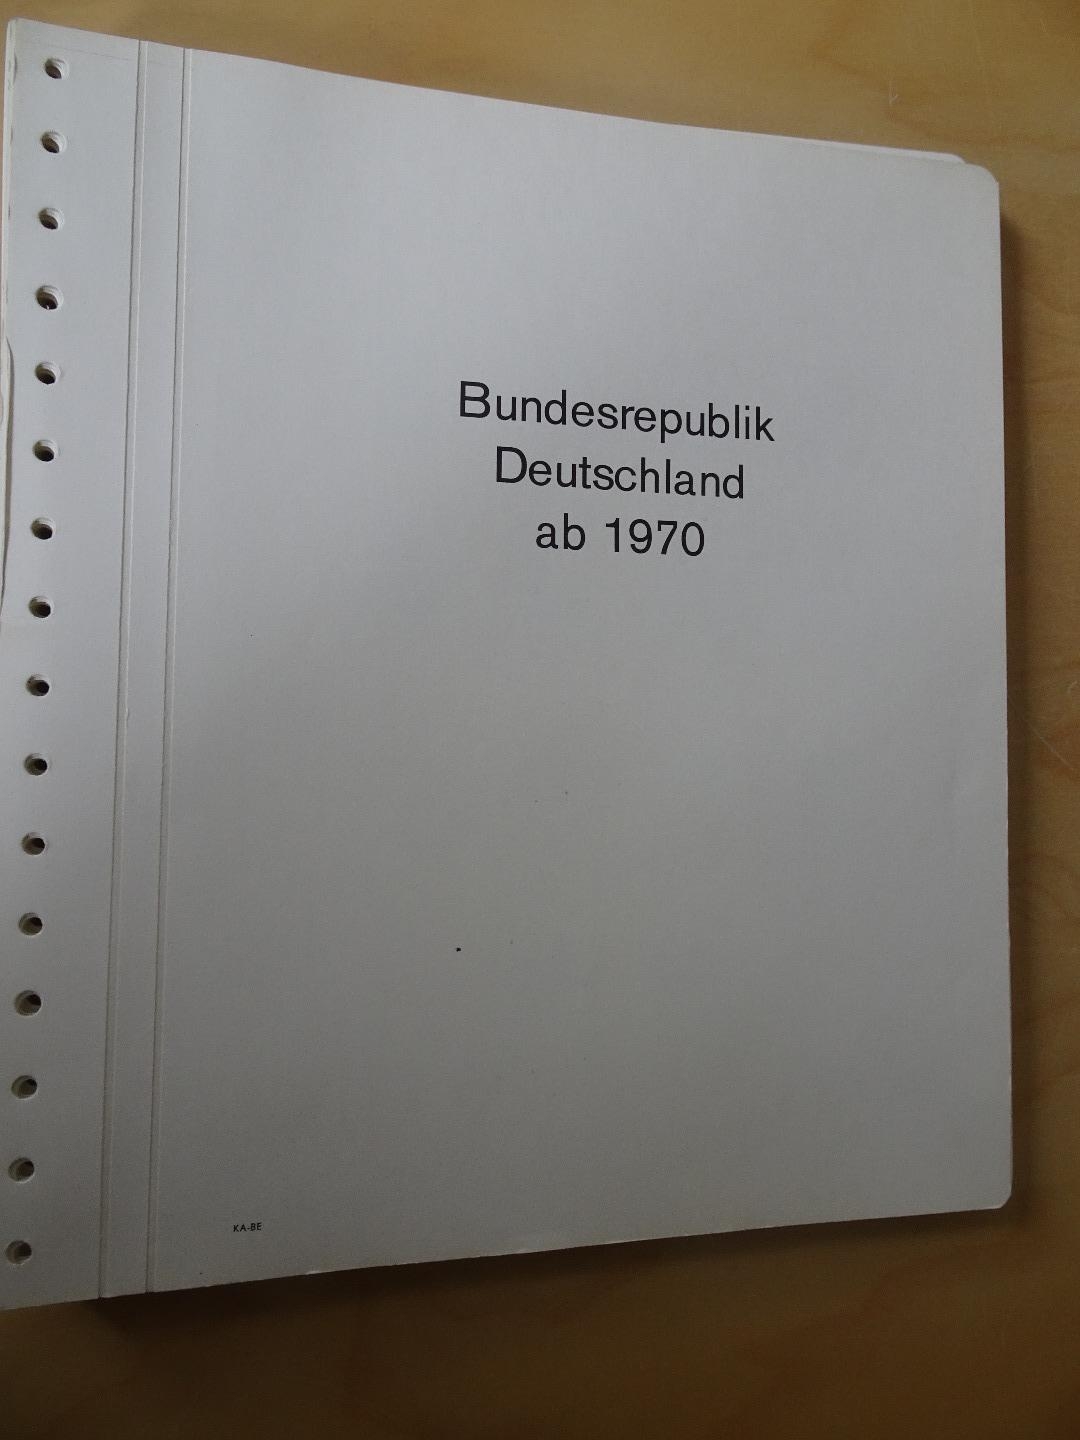 Bundesrepublik
Deutschland
ab 1970
KA-BE